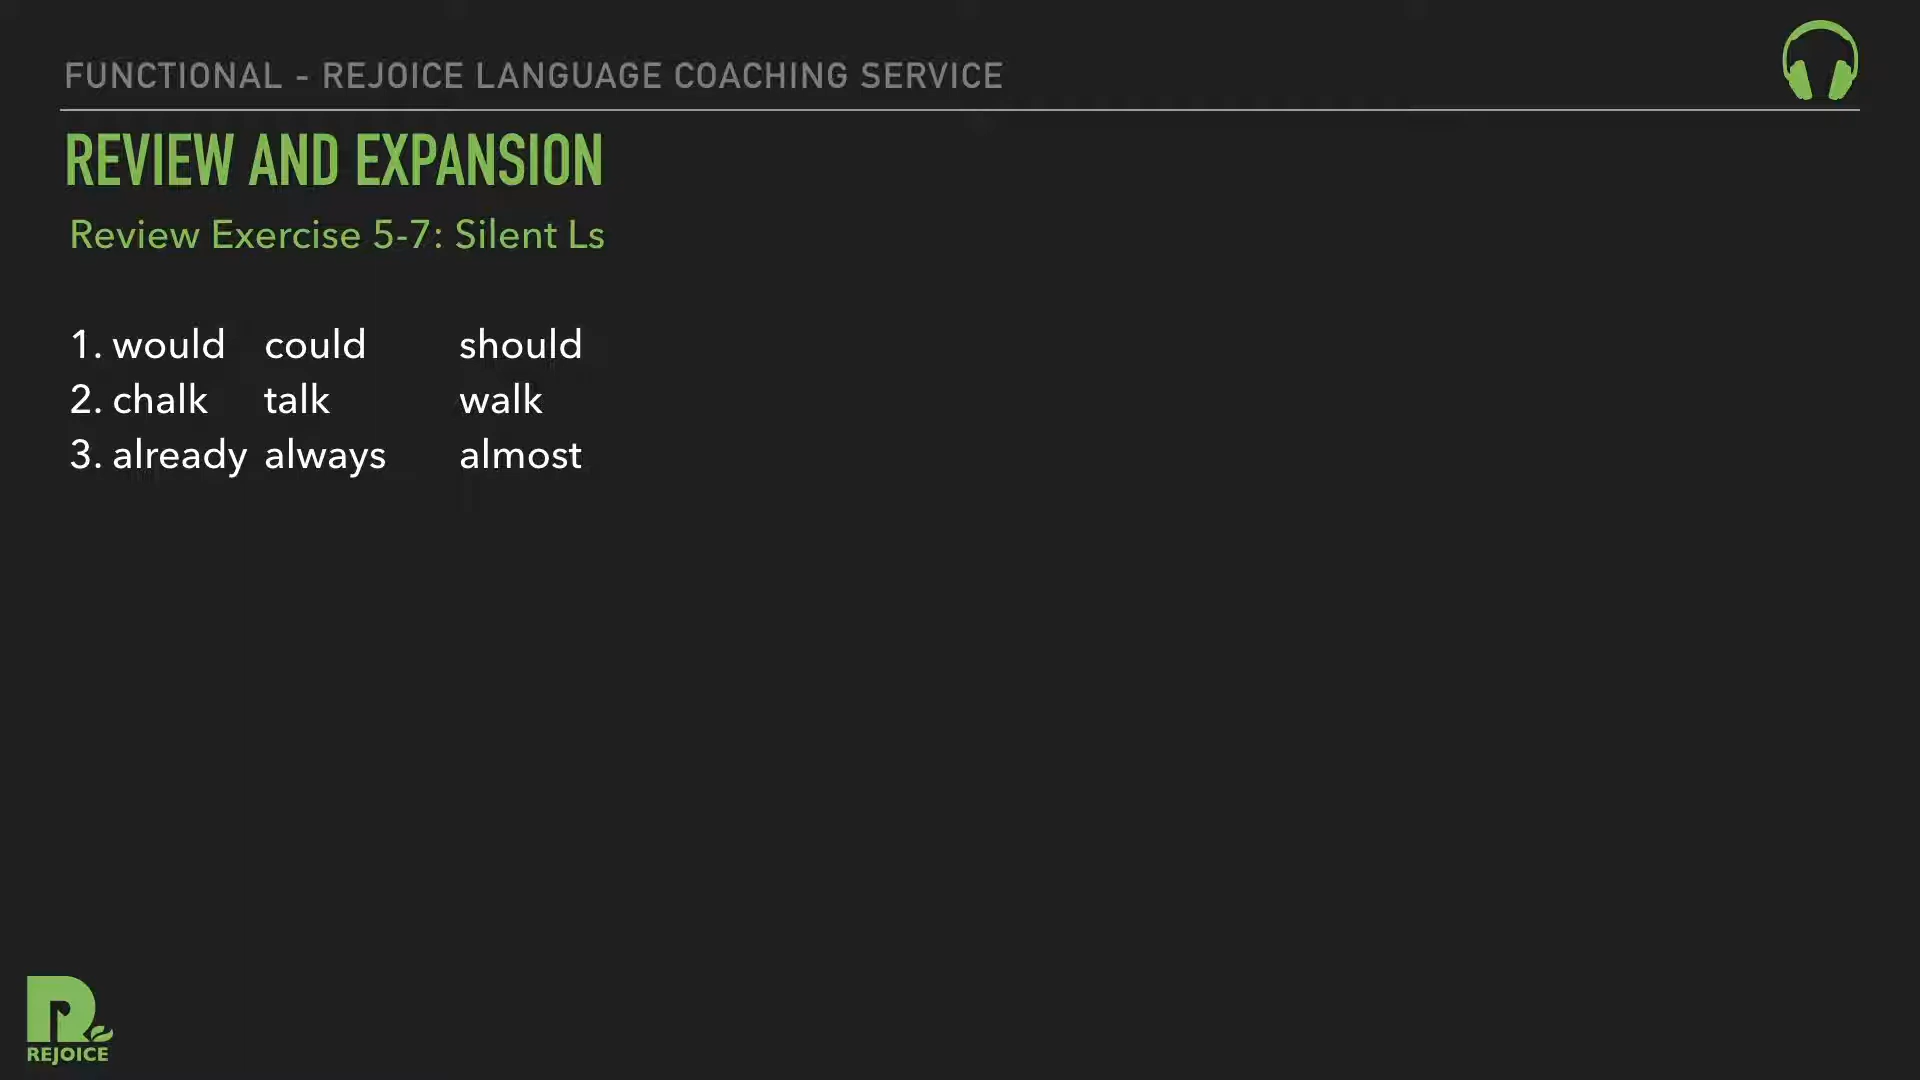 FUNCTIONAL - REJOICE LANGUAGE COACHING SERVICE
REVIEW AND EXPANSION
Review Exercise 5-7: Silent Ls
1. would could should
2. chalk talk walk
3. already always almost
REJOICE